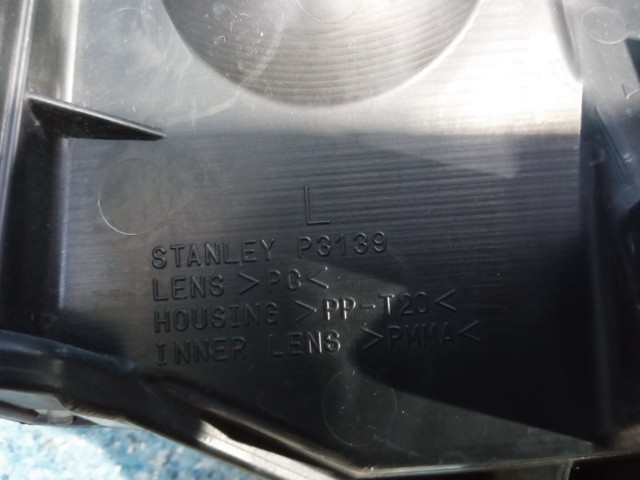 L
STANLEY P3139
LENS >PC<
HOUSING >PP-T20<
INNER LENS >PMMA<